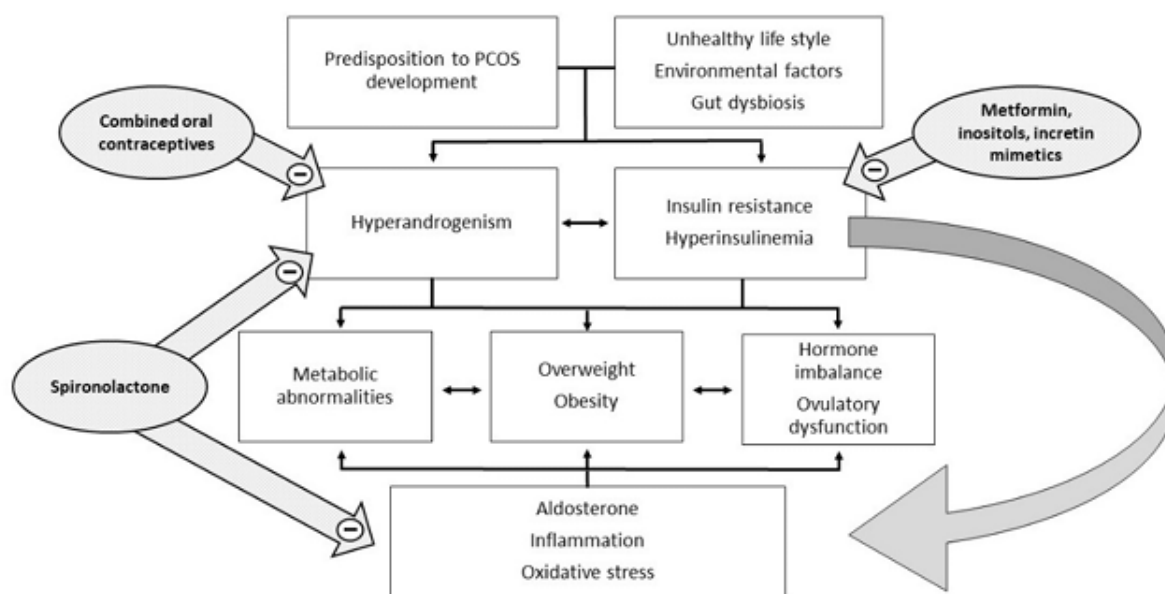 Predisposition to PCOS
development
Unhealthy life style
Environmental factors
Gut dysbiosis
Combined oral
contraceptives
Metformin,
inositols, incretin
mimetics
Hyperandrogenism
Insulin resistance
Hyperinsulinemia
Spironolactone
Metabolic
abnormalities
Overweight
Obesity
Hormone
imbalance
Ovulatory
dysfunction
Aldosterone
Inflammation
Oxidative stress